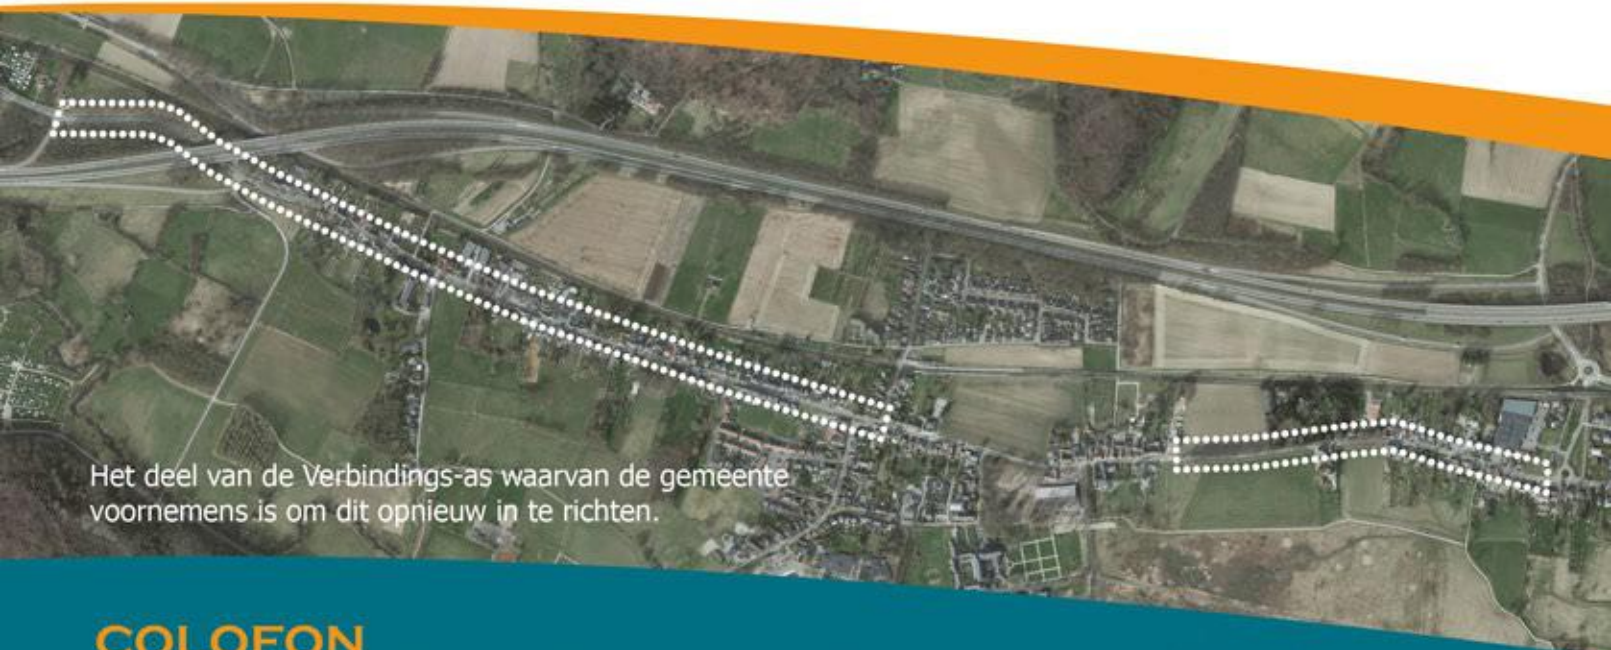 Het deel van de Verbindings-as waarvan de gemeente
voornemens is om dit opnieuw in te richten.
COLOFON